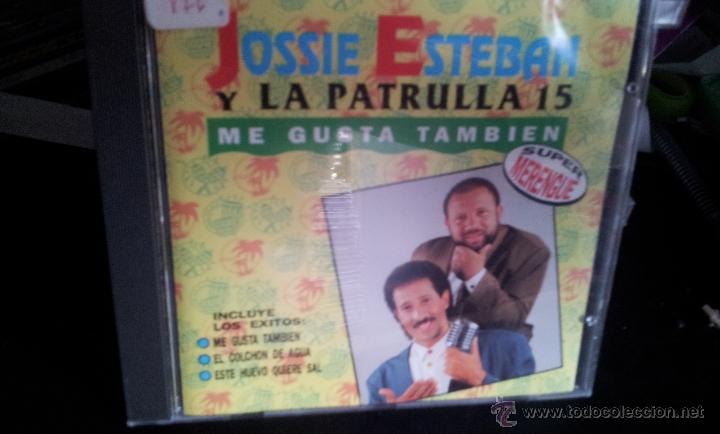 JOSSIE ESTEBAN
Y LA PATRULLA 15
ME GUSTA TAMBIEN
SUPER
MERENGUE
INCLUYE
LOS EXITOS:
ME GUSTA TAMBIEN
EL COLCHON DE AGUA
ESTE HUEVO QUIERE SAL
© www.todocoleccion.net